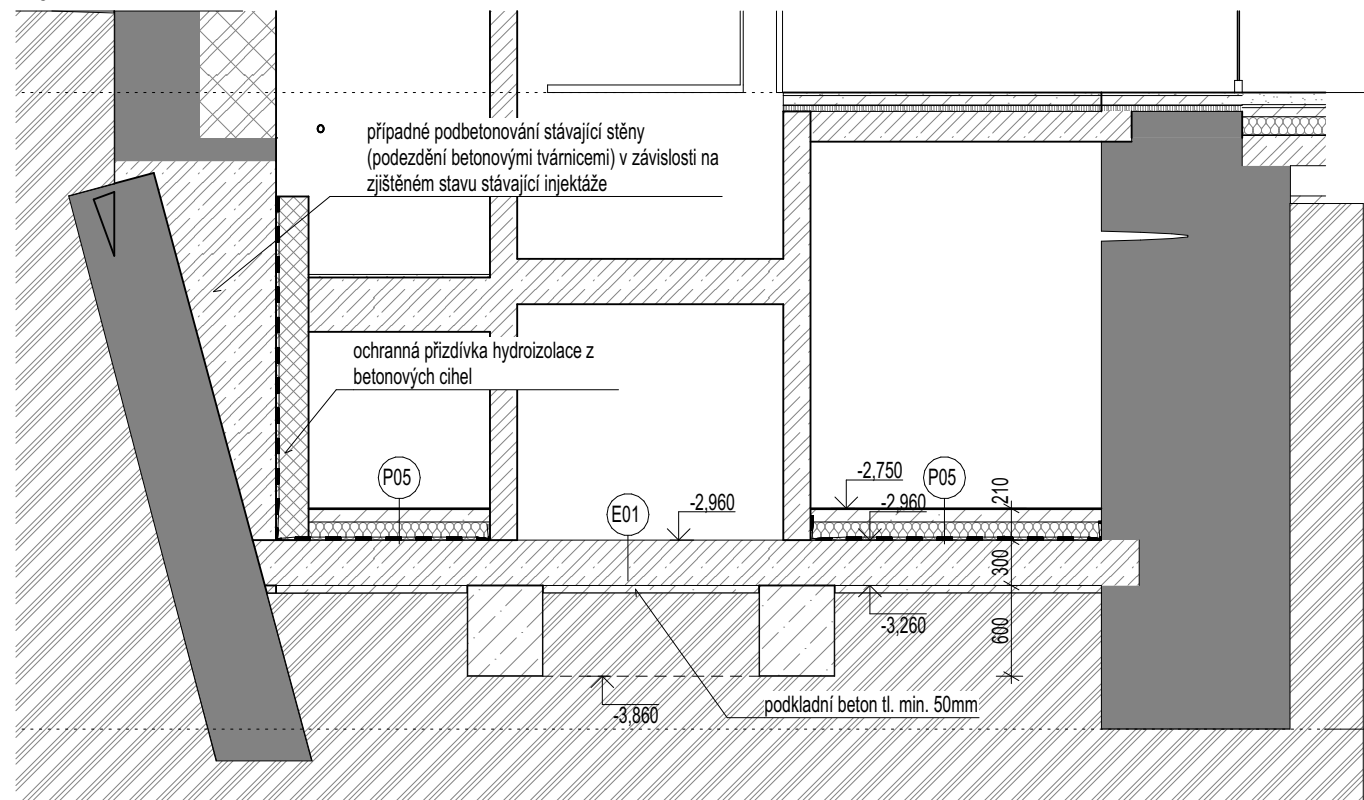 případné podbetonování stávající stěny
(podezdění betonovými tvárnicemi) v závislosti na
zjištěném stavu stávající injektáže
ochranná přizdívka hydroizolace z
betonových cihel
P05
E01
-2,960
-2,750
-2,960
P05
210
300
600
-3,260
-3,860
podkladní beton tl. min. 50mm